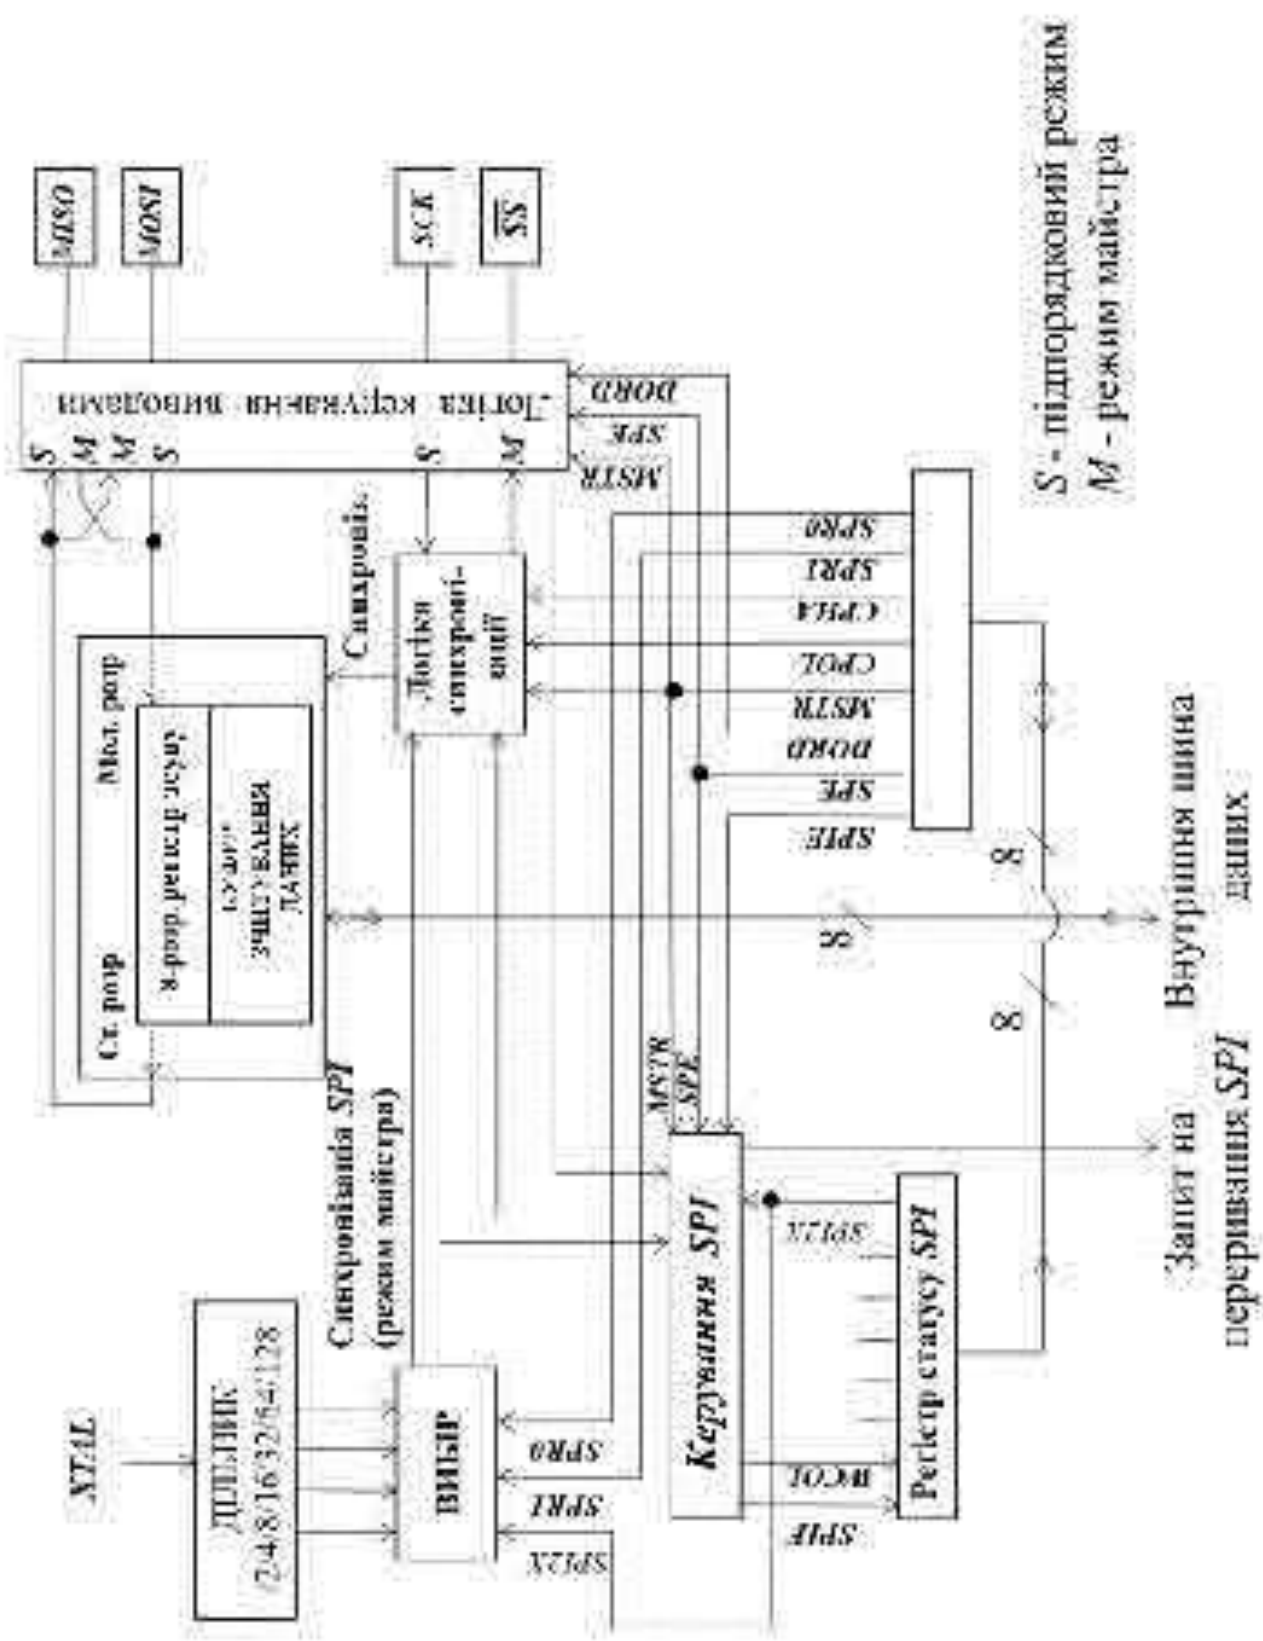 XTAL
ДІЛЬНИК
/2/4/8/16/32/64/128
ВИБІР
SPI2X
SPR1
SPR0
Синхронізація SPI
(режим майстра)
Ст. розр
Мол. розр
8-розр. регістр зсуву
БУФЕР
ЗЧИТУВАННЯ
ДАНИХ
Синхроніз.
Логіка
синхроні-
зації
S
M
M
S
S
M
Логіка керування виводами
MISO
MOSI
SCK
SS
MSTR
SPE
DORD
Керування SPI
MSTR
SPE
SPIF
WCOL
SPI2X
Регістр статусу SPI
SPIE
SPE
DORD
MSTR
CPOL
CPHA
SPR1
SPR0
8
8
8
Запит на
переривання SPI
Внутрішня шина
даних
S - підпорядковий режим
M - режим майстра